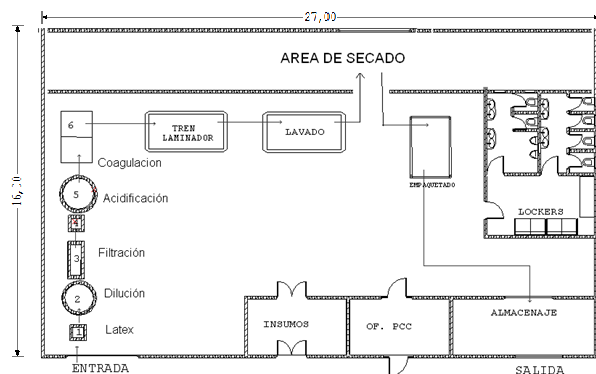 27,00
AREA DE SECADO
16,00
6
TREN
LAMINADOR
LAVADO
EMPAQUETADO
Coagulacion
5
Acidificación
4
LOCKERS
3
Filtración
2
Dilución
1
Latex
INSUMOS
OF. PCC
ALMACENAJE
ENTRADA
SALIDA